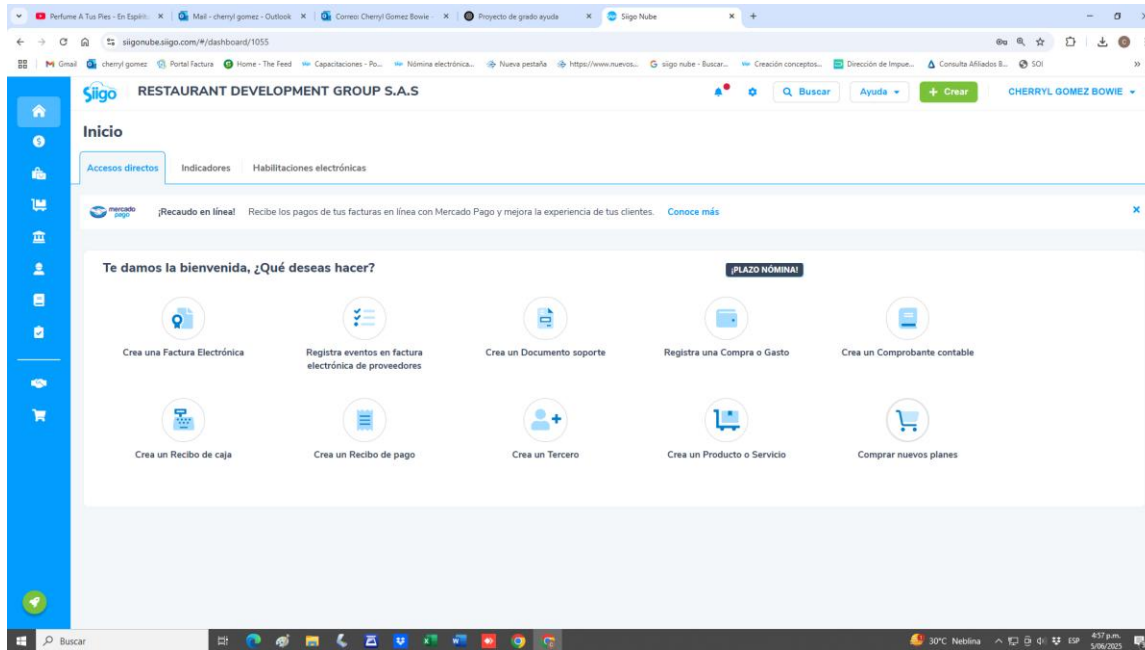 Perfume A Tus Pies - En Espíritu
Mail - cherryl gomez - Outlook
Correo: Cherryl Gomez Bowie -
Proyecto de grado ayuda
Siigo Nube
siigonube.siigo.com/#/dashboard/1055
Gmail
cherryl gomez
Portal Factura
Home - The Feed
Capacitaciones - Po...
Nómina electrónica...
Nueva pestaña
https://www.nuevos...
siigo nube - Buscar...
Creación conceptos...
Dirección de Impue...
Consulta Afiliados B...
SOI
Siigo
RESTAURANT DEVELOPMENT GROUP S.A.S
Buscar
Ayuda
+ Crear
CHERRYL GOMEZ BOWIE
Inicio
Accesos directos
Indicadores
Habilitaciones electrónicas
mercado
pago
¡Recaudo en línea! Recibe los pagos de tus facturas en línea con Mercado Pago y mejora la experiencia de tus clientes. Conoce más
Te damos la bienvenida, ¿Qué deseas hacer?
¡PLAZO NÓMINA!
Crea una Factura Electrónica
Registra eventos en factura
electrónica de proveedores
Crea un Documento soporte
Registra una Compra o Gasto
Crea un Comprobante contable
Crea un Recibo de caja
Crea un Recibo de pago
Crea un Tercero
Crea un Producto o Servicio
Comprar nuevos planes
Buscar
30°C Neblina
ESP
4:57 p.m.
5/06/2025